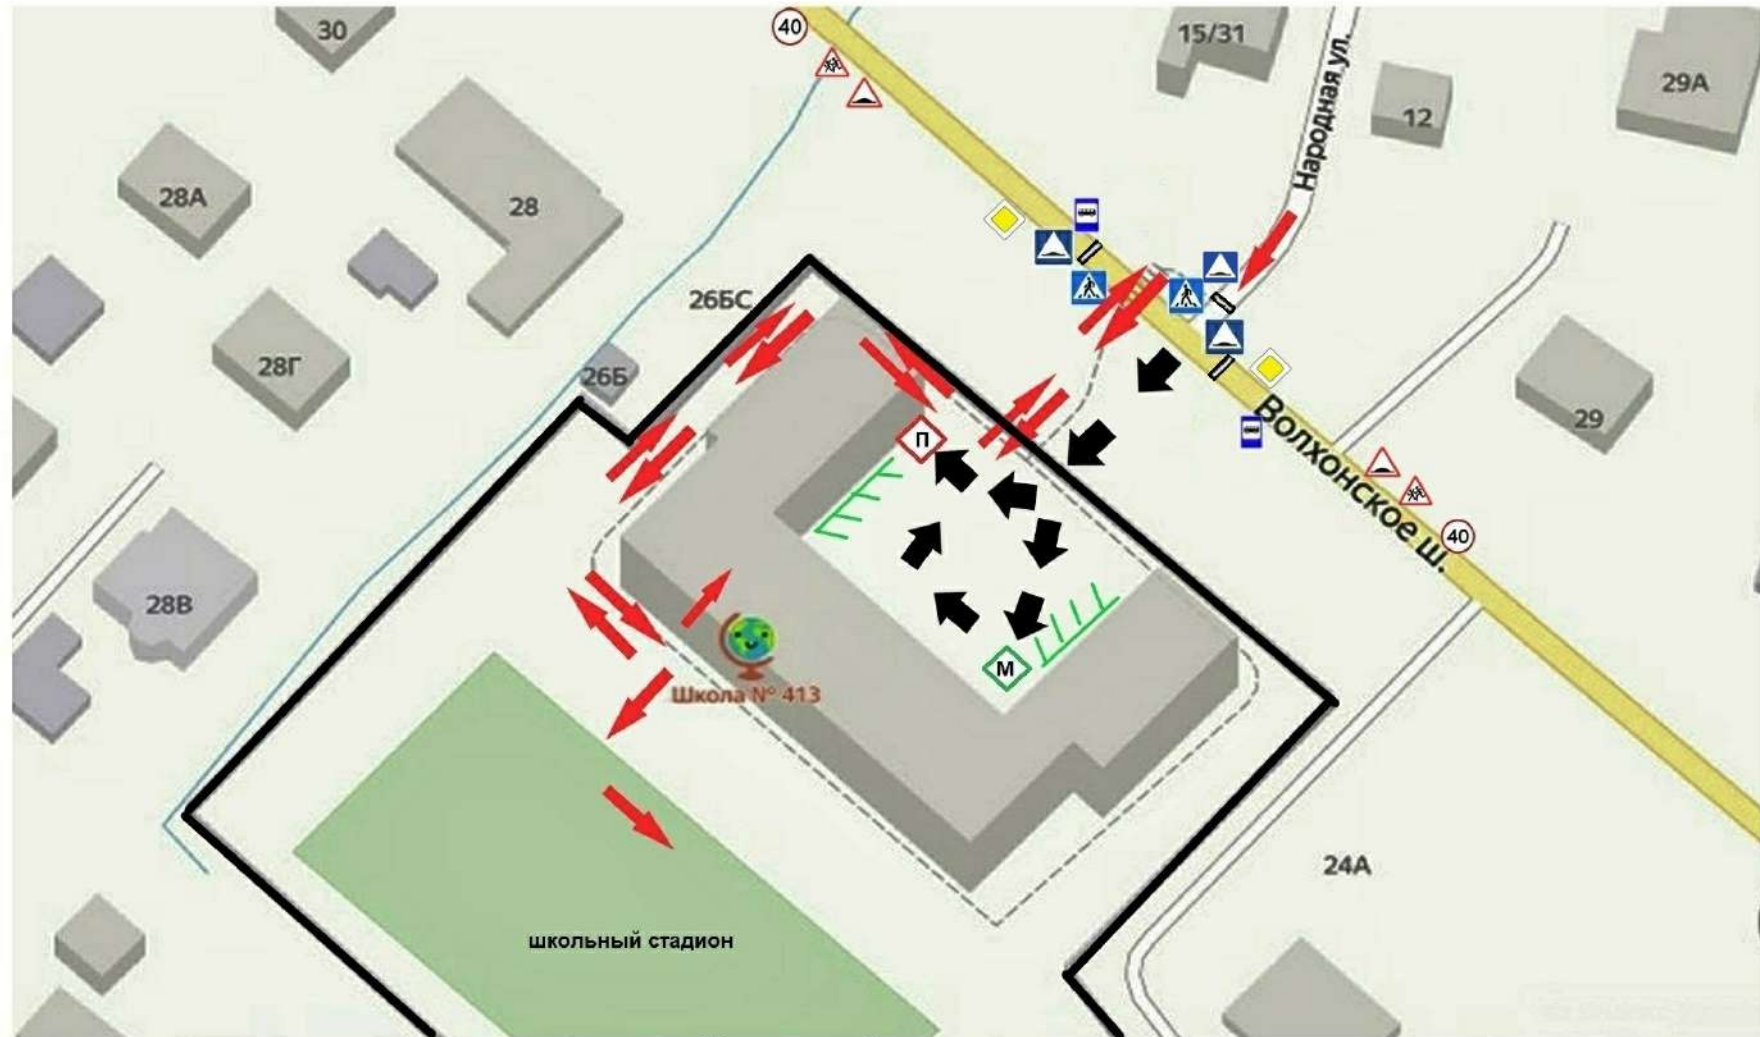 30
40
15/31
Народная ул.
29А
12
28А
28
26БС
28Г
26Б
П
Волхонское ш.
29
40
28В
М
Школа № 413
24А
школьный стадион